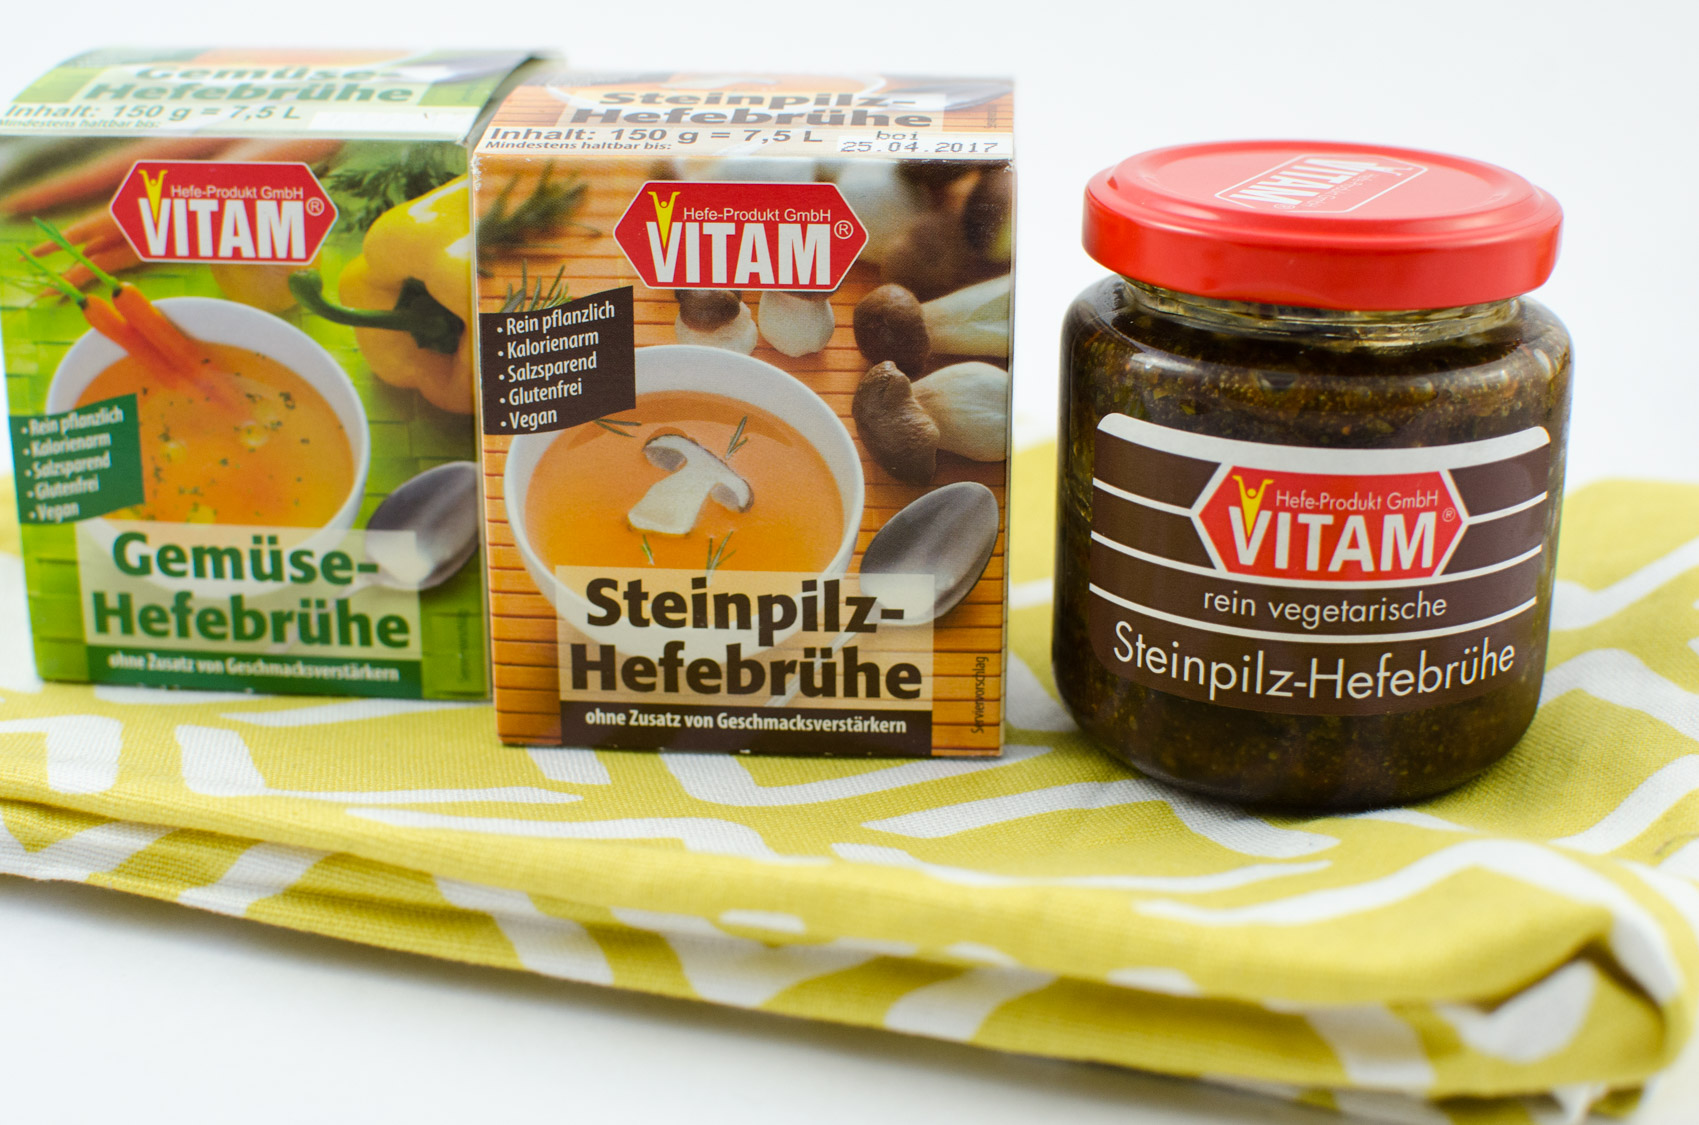 Gemüse-
Hefebrühe
Inhalt: 150 g = 7,5 L
Mindestens haltbar bis:
Hefe-Produkt GmbH
VITAM®
• Rein pflanzlich
• Kalorienarm
• Salzsparend
• Glutenfrei
• Vegan
Gemüse-
Hefebrühe
ohne Zusatz von Geschmacksverstärkern
Steinpilz-
Hefebrühe
Inhalt: 150 g = 7,5 L
Mindestens haltbar bis:
boi
25.04.2017
Hefe-Produkt GmbH
VITAM®
• Rein pflanzlich
• Kalorienarm
• Salzsparend
• Glutenfrei
• Vegan
Steinpilz-
Hefebrühe
ohne Zusatz von Geschmacksverstärkern
Serviervorschlag
VITAM
Hefe-Produkt GmbH
VITAM®
rein vegetarische
Steinpilz-Hefebrühe